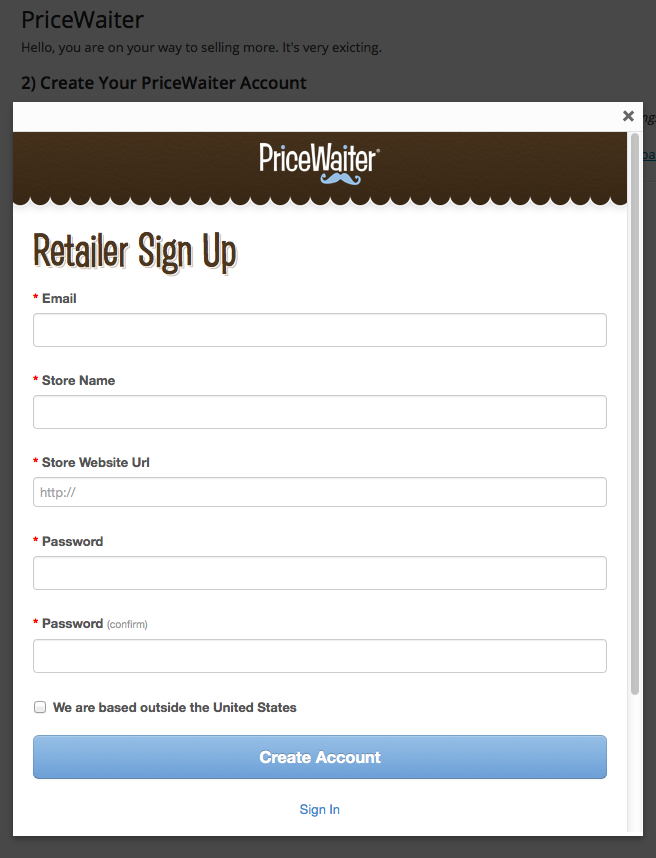 PriceWaiter
Hello, you are on your way to selling more. It's very exicting.
2) Create Your PriceWaiter Account
PriceWaiter®
Retailer Sign Up
* Email
* Store Name
* Store Website Url
http://
* Password
* Password (confirm)
We are based outside the United States
Create Account
Sign In